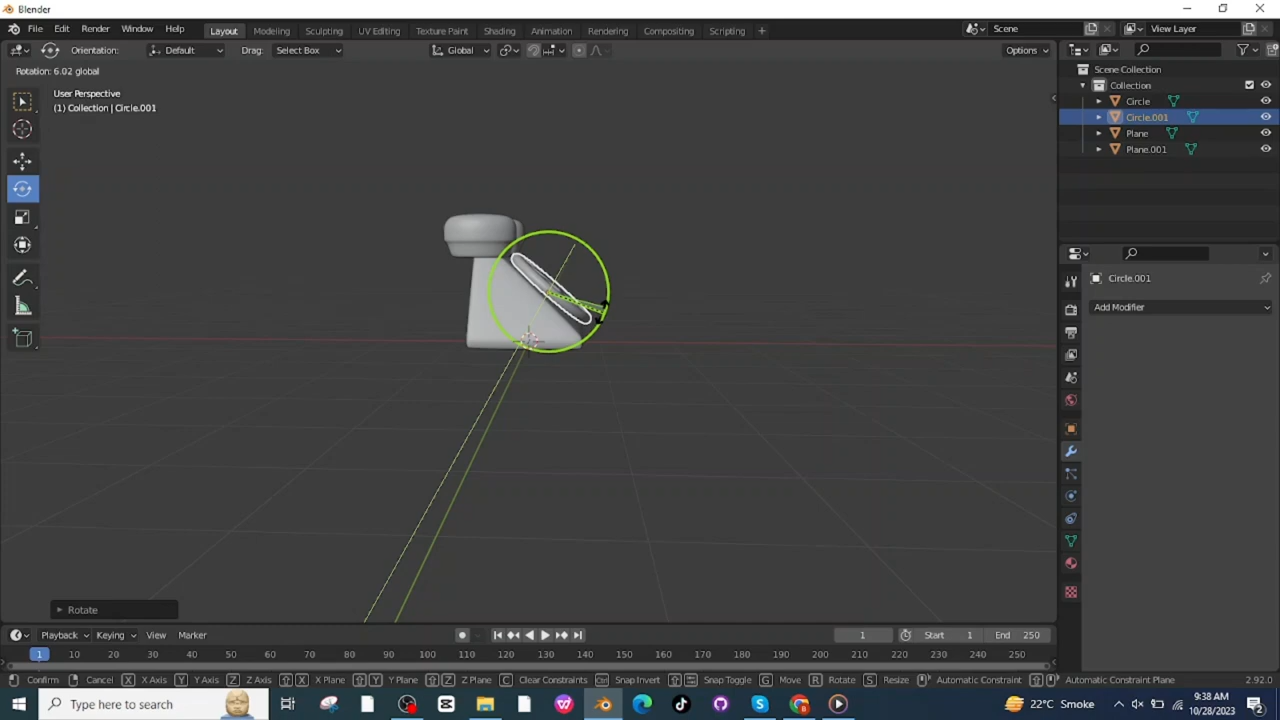 Blender
File Edit Render Window Help Layout Modeling Sculpting UV Editing Texture Paint Shading Animation Rendering Compositing Scripting + Scene View Layer
Orientation: Default Drag: Select Box Global Options
Rotation: 6.02 global
Scene Collection
User Perspective
(1) Collection | Circle.001
Collection
Circle
Circle.001
Plane
Plane.001
Circle.001
Add Modifier
Rotate
Playback Keying View Marker 1 Start 1 End 250
1 10 20 30 40 50 60 70 80 90 100 110 120 130 140 150 160 170 180 190 200 210 220 230 240 250
Confirm Cancel X X Axis Y Y Axis Z Z Axis X X Plane Y Y Plane Z Z Plane C Clear Constraints Snap Invert Snap Toggle G Move R Rotate S Resize Automatic Constraint Automatic Constraint Plane 2.92.0
Type here to search 22°C Smoke 9:38 AM
10/28/2023 2